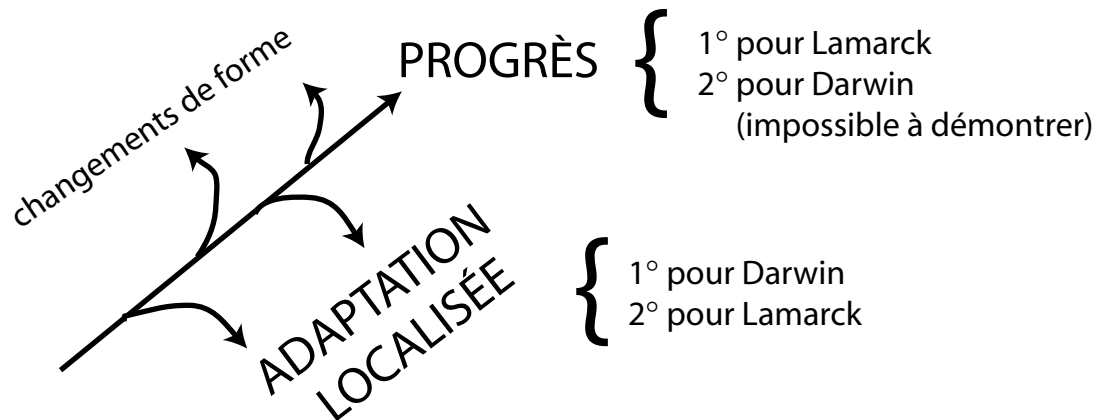 changements de forme
PROGRÈS
1° pour Lamarck
2° pour Darwin
(impossible à démontrer)
ADAPTATION
LOCALISÉE
1° pour Darwin
2° pour Lamarck